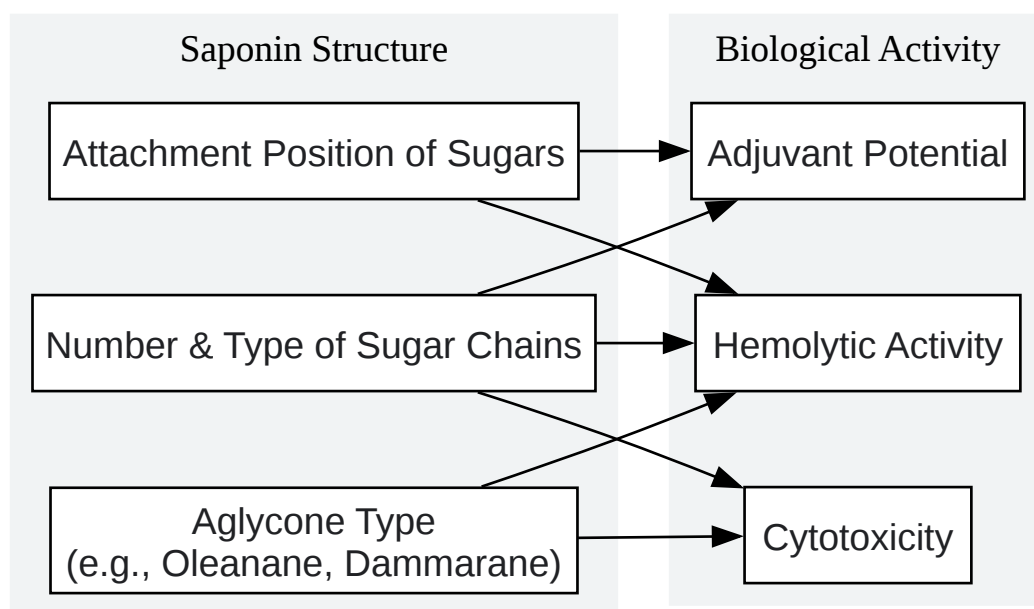 Saponin Structure
Biological Activity
Attachment Position of Sugars
Adjuvant Potential
Number & Type of Sugar Chains
Hemolytic Activity
Aglycone Type
(e.g., Oleanane, Dammarane)
Cytotoxicity